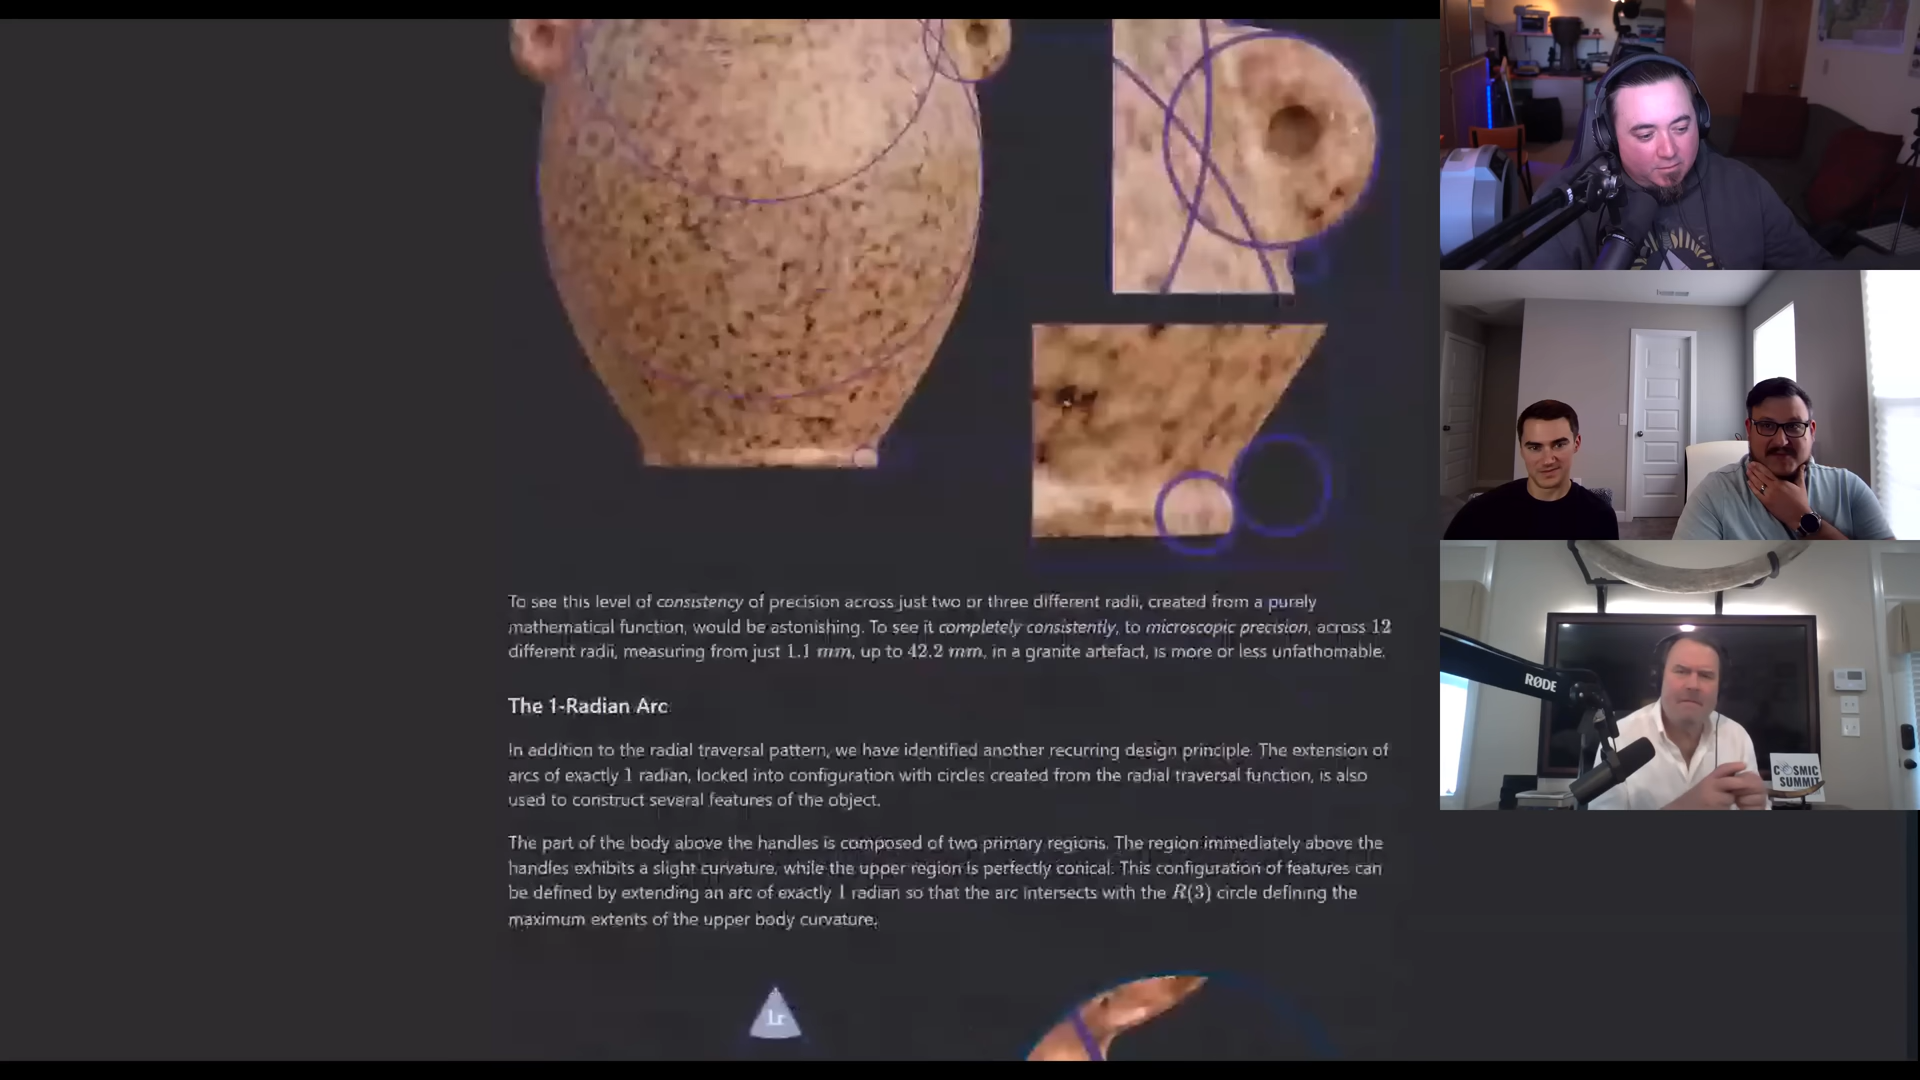 To see this level of consistency of precision across just two or three different radii, created from a purely
mathematical function, would be astonishing. To see it completely consistently, to microscopic precision, across 12
different radii, measuring from just 1.1 mm, up to 42.2 mm, in a granite artefact, is more or less unfathomable.
The 1-Radian Arc
In addition to the radial traversal pattern, we have identified another recurring design principle. The extension of
arcs of exactly 1 radian, locked into configuration with circles created from the radial traversal function, is also
used to construct several features of the object.
The part of the body above the handles is composed of two primary regions. The region immediately above the
handles exhibits a slight curvature, while the upper region is perfectly conical. This configuration of features can
be defined by extending an arc of exactly 1 radian so that the arc intersects with the R(3) circle defining the
maximum extents of the upper body curvature.
1r
RØDE
COSMIC
SUMMIT